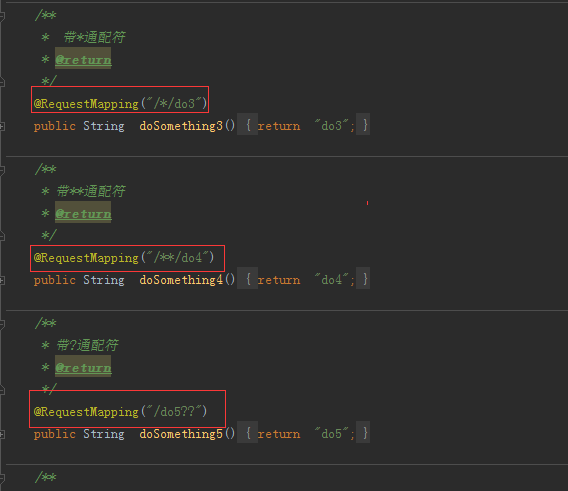 /**
*  带*通配符
* @return
*/
@RequestMapping("/*/do3")
public String  doSomething3() { return  "do3"; }
/**
* 带**通配符
* @return
*/
@RequestMapping("/**/do4")
public String  doSomething4() { return  "do4"; }
/**
* 带?通配符
* @return
*/
@RequestMapping("/do5??")
public String  doSomething5() { return  "do5"; }
/**